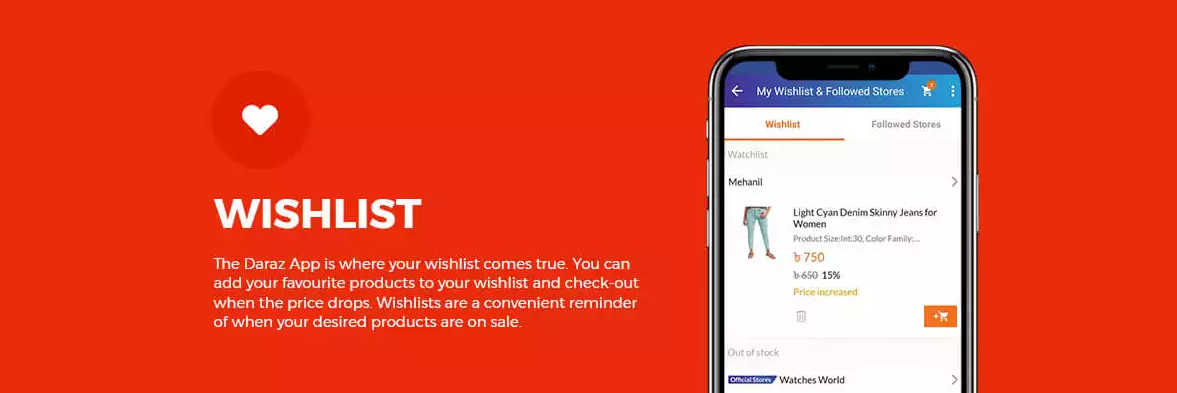 WISHLIST
The Daraz App is where your wishlist comes true. You can
add your favourite products to your wishlist and check-out
when the price drops. Wishlists are a convenient reminder
of when your desired products are on sale.
My Wishlist & Followed Stores
Wishlist Followed Stores
Watchlist
Mehanil
Light Cyan Denim Skinny Jeans for
Women
Product Size:Int:30, Color Family:...
৳ 750
৳ 650 15%
Price increased
Out of stock
Official Stores Watches World